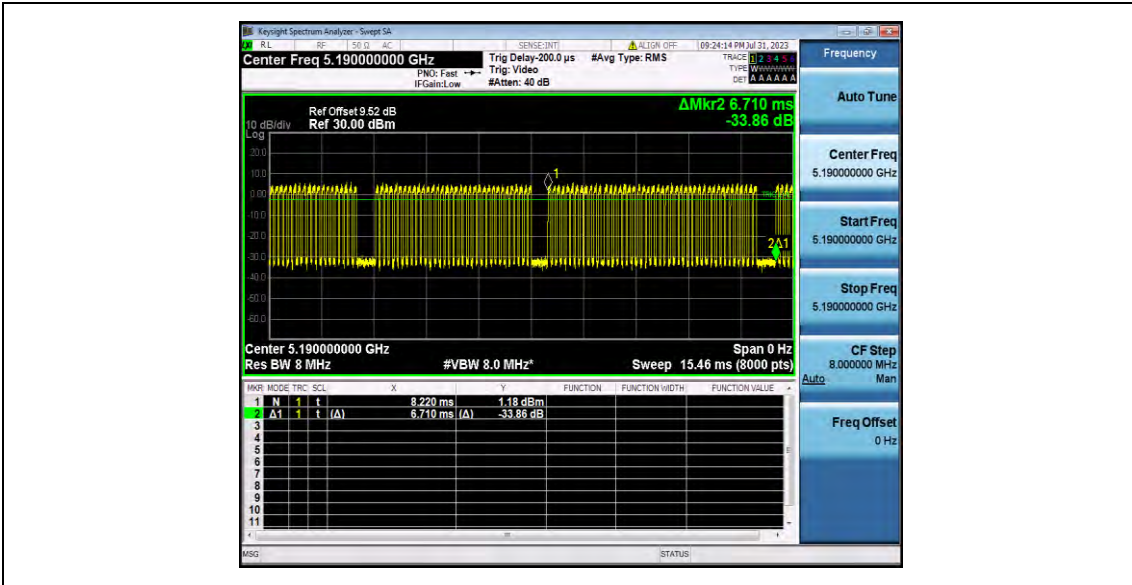 Keysight Spectrum Analyzer - Swept SA
RL RF 50 Ω AC SENSE:INT ALIGN OFF 09:24:14 PM Jul 31, 2023
Center Freq 5.190000000 GHz
PNO: Fast
IFGain:Low
Trig Delay-200.0 µs
Trig: Video
#Atten: 40 dB
#Avg Type: RMS
TRACE 1 2 3 4 5 6
TYPE
DET A A A A A A
Frequency
Auto Tune
Center Freq
5.190000000 GHz
Start Freq
5.190000000 GHz
Stop Freq
5.190000000 GHz
CF Step
8.000000 MHz
Auto Man
Freq Offset
0 Hz
ΔMkr2 6.710 ms
-33.86 dB
Ref Offset 9.52 dB
10 dB/div Ref 30.00 dBm
Log
20.0
10.0
0.00
-10.0
-20.0
-30.0
-40.0
-50.0
-60.0
1
2Δ1
Center 5.190000000 GHz Span 0 Hz
Res BW 8 MHz #VBW 8.0 MHz* Sweep 15.46 ms (8000 pts)
MKR MODE TRC SCL X Y FUNCTION FUNCTION WIDTH FUNCTION VALUE
1 N 1 t 8.220 ms 1.18 dBm
2 Δ1 1 t (Δ) 6.710 ms (Δ) -33.86 dB
3
4
5
6
7
8
9
10
11
MSG STATUS